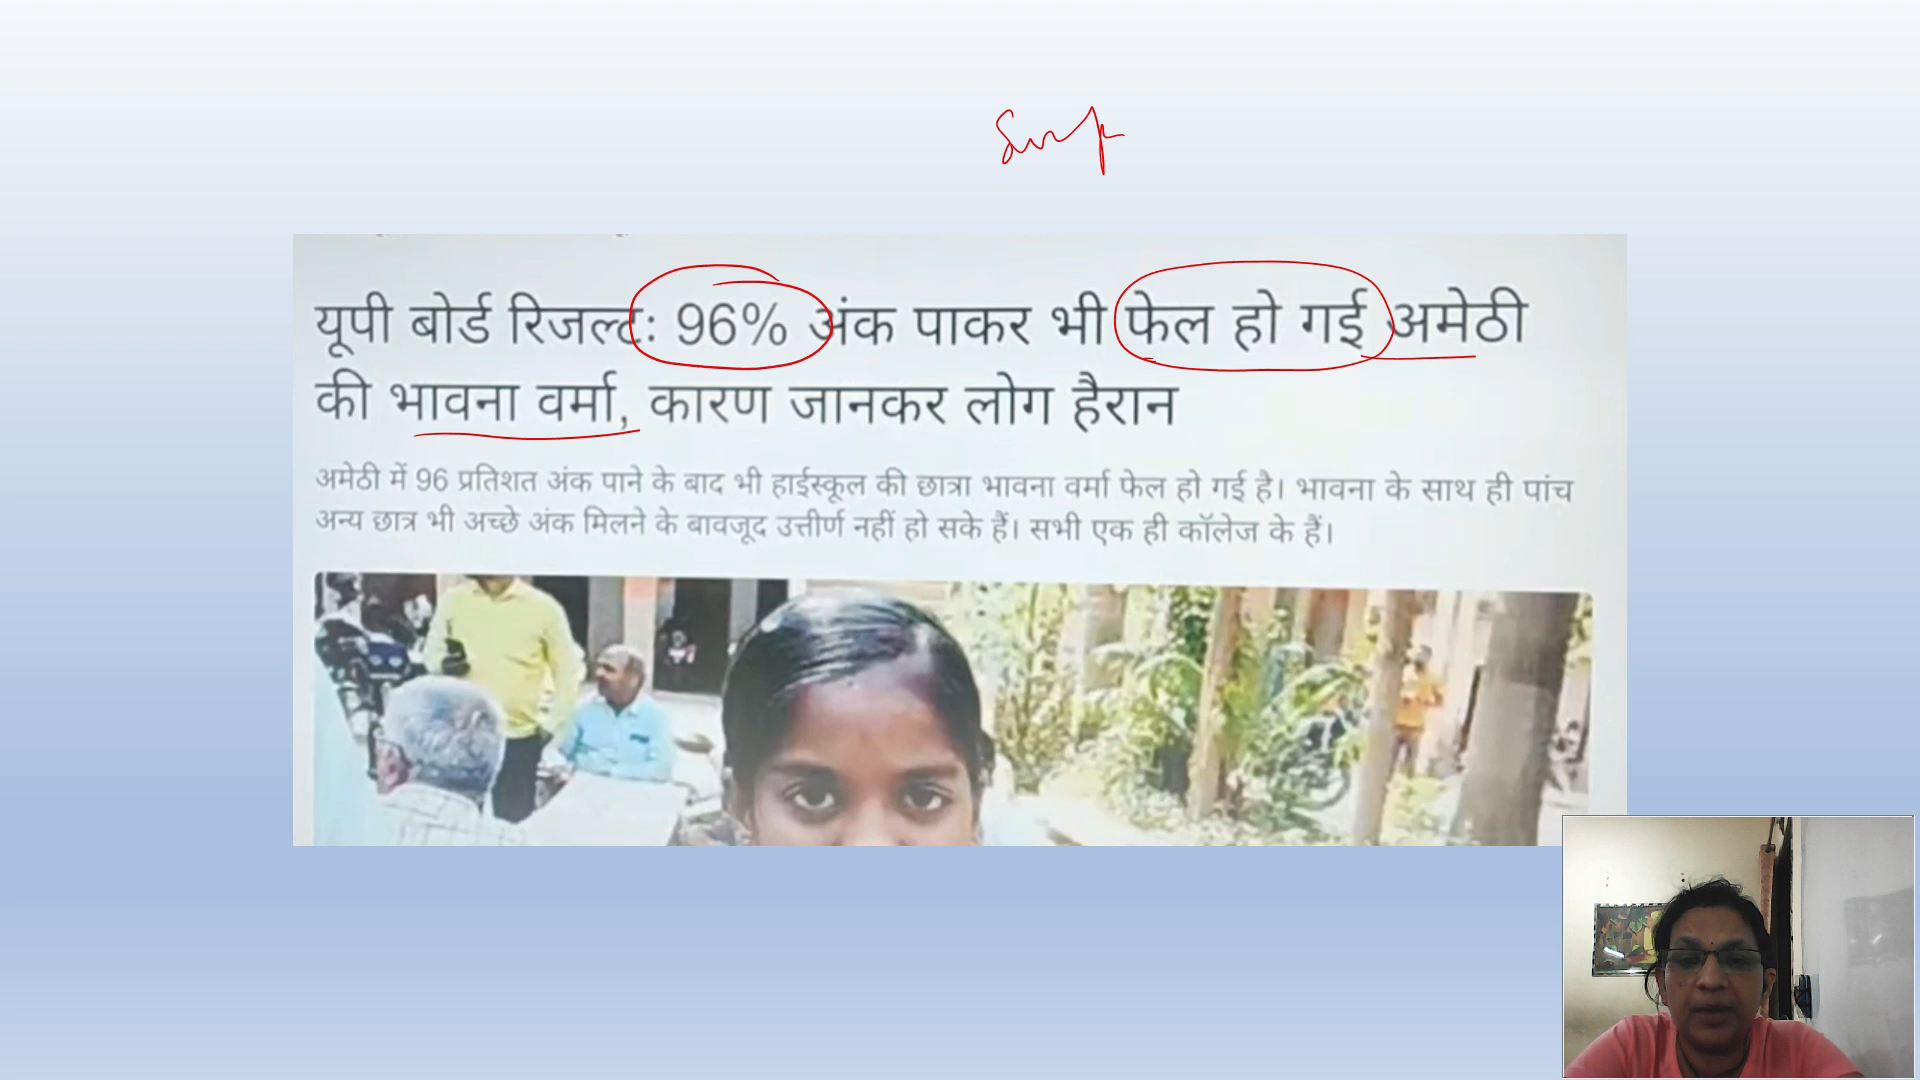 यूपी बोर्ड रिजल्ट: 96% अंक पाकर भी फेल हो गई अमेठी
की भावना वर्मा, कारण जानकर लोग हैरान
अमेठी में 96 प्रतिशत अंक पाने के बाद भी हाईस्कूल की छात्रा भावना वर्मा फेल हो गई है। भावना के साथ ही पांच
अन्य छात्र भी अच्छे अंक मिलने के बावजूद उत्तीर्ण नहीं हो सके हैं। सभी एक ही कॉलेज के हैं।